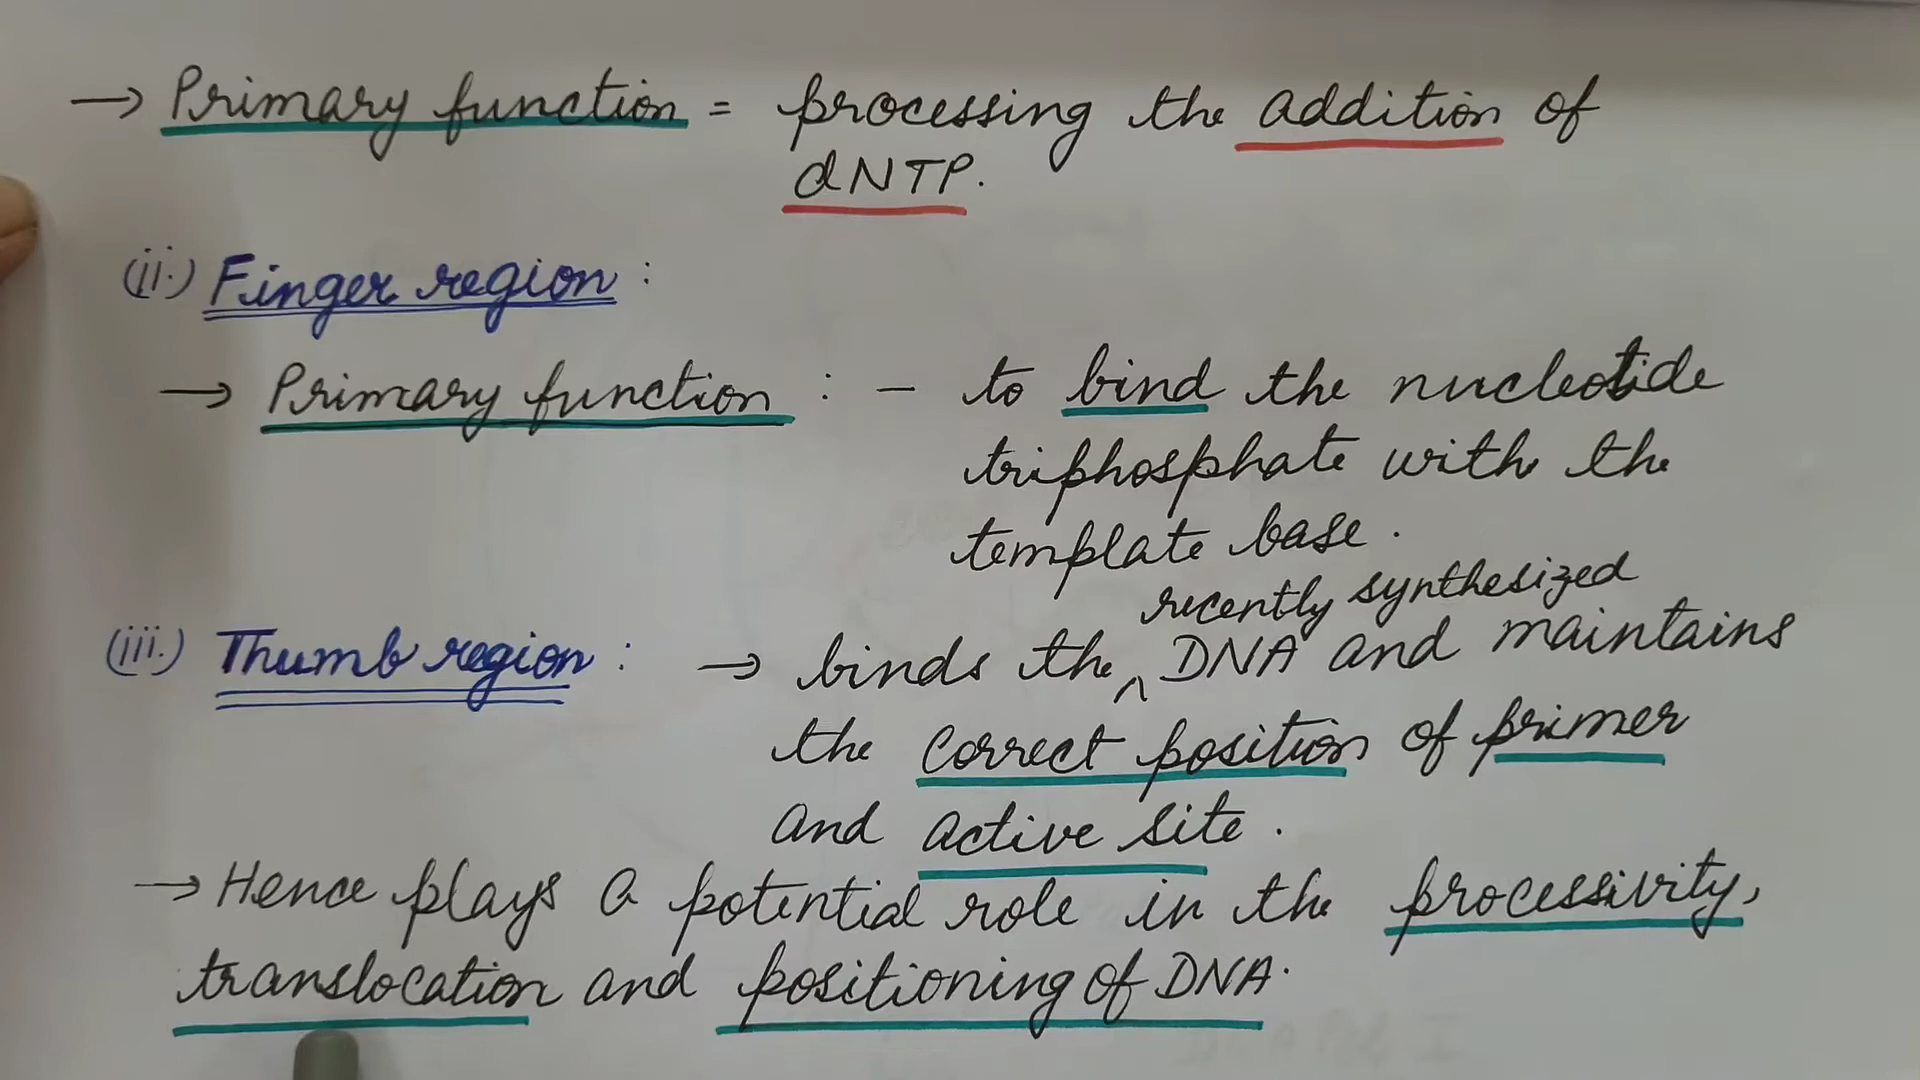 → Primary function = processing the addition of
dNTP.
(ii.) Finger region :
→ Primary function : - to bind the nucleotide
triphosphate with the
template base.
recently synthesized
(iii.) Thumb region : → binds the ^ DNA and maintains
the correct position of primer
and active site.
→ Hence plays a potential role in the processivity,
translocation and positioning of DNA.